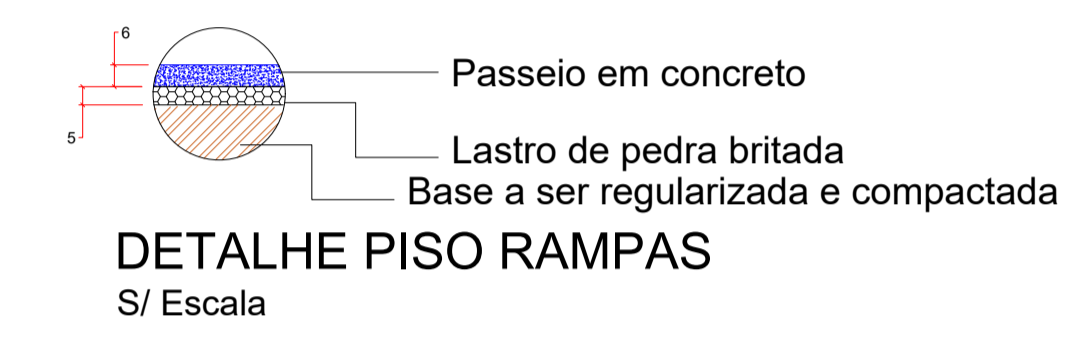 6
Passeio em concreto
5
Lastro de pedra britada
Base a ser regularizada e compactada
DETALHE PISO RAMPAS
S/ Escala